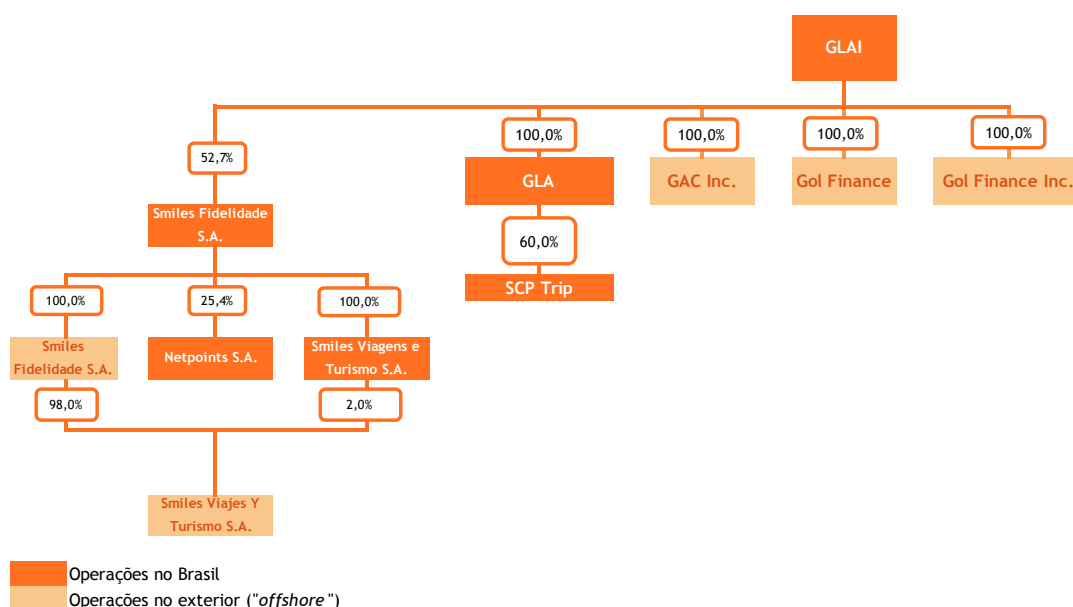 GLAI
52,7%
100,0%
100,0%
100,0%
100,0%
GLA
GAC Inc.
Gol Finance
Gol Finance Inc.
Smiles Fidelidade
S.A.
60,0%
SCP Trip
100,0%
25,4%
100,0%
Smiles
Fidelidade S.A.
Netpoints S.A.
Smiles Viagens e
Turismo S.A.
98,0%
2,0%
Smiles Viajes Y
Turismo S.A.
Operações no Brasil
Operações no exterior ("offshore")